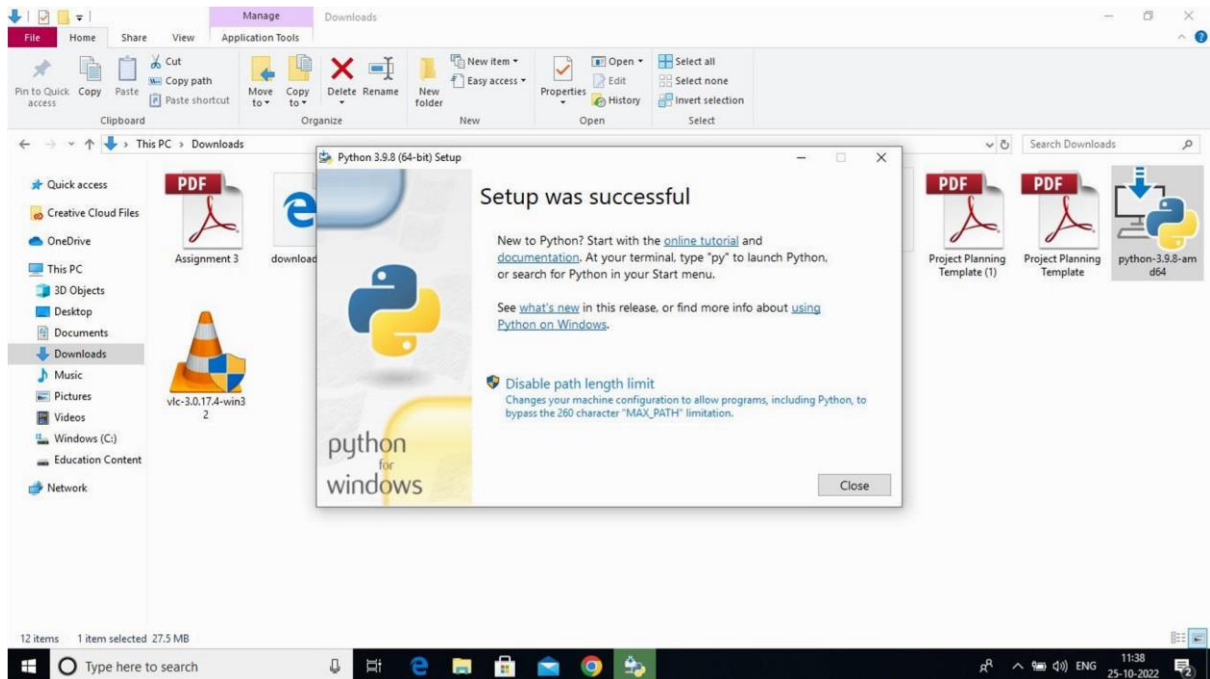 Manage
Downloads
File Home Share View Application Tools
Pin to Quick access
Copy
Paste
Cut
Copy path
Paste shortcut
Clipboard
Move to
Copy to
Delete
Rename
Organize
New folder
New item
Easy access
New
Properties
Open
Edit
History
Open
Select all
Select none
Invert selection
Select
This PC > Downloads
Search Downloads
Quick access
Creative Cloud Files
OneDrive
This PC
3D Objects
Desktop
Documents
Downloads
Music
Pictures
Videos
Windows (C:)
Education Content
Network
PDF
Assignment 3
download
vlc-3.0.17.4-win3
2
Python 3.9.8 (64-bit) Setup
Setup was successful
New to Python? Start with the online tutorial and
documentation. At your terminal, type "py" to launch Python,
or search for Python in your Start menu.
See what's new in this release, or find more info about using
Python on Windows.
Disable path length limit
Changes your machine configuration to allow programs, including Python, to
bypass the 260 character "MAX_PATH" limitation.
python
for
windows
Close
PDF
Project Planning
Template (1)
PDF
Project Planning
Template
python-3.9.8-am
d64
12 items 1 item selected 27.5 MB
Type here to search
ENG
11:38
25-10-2022
2